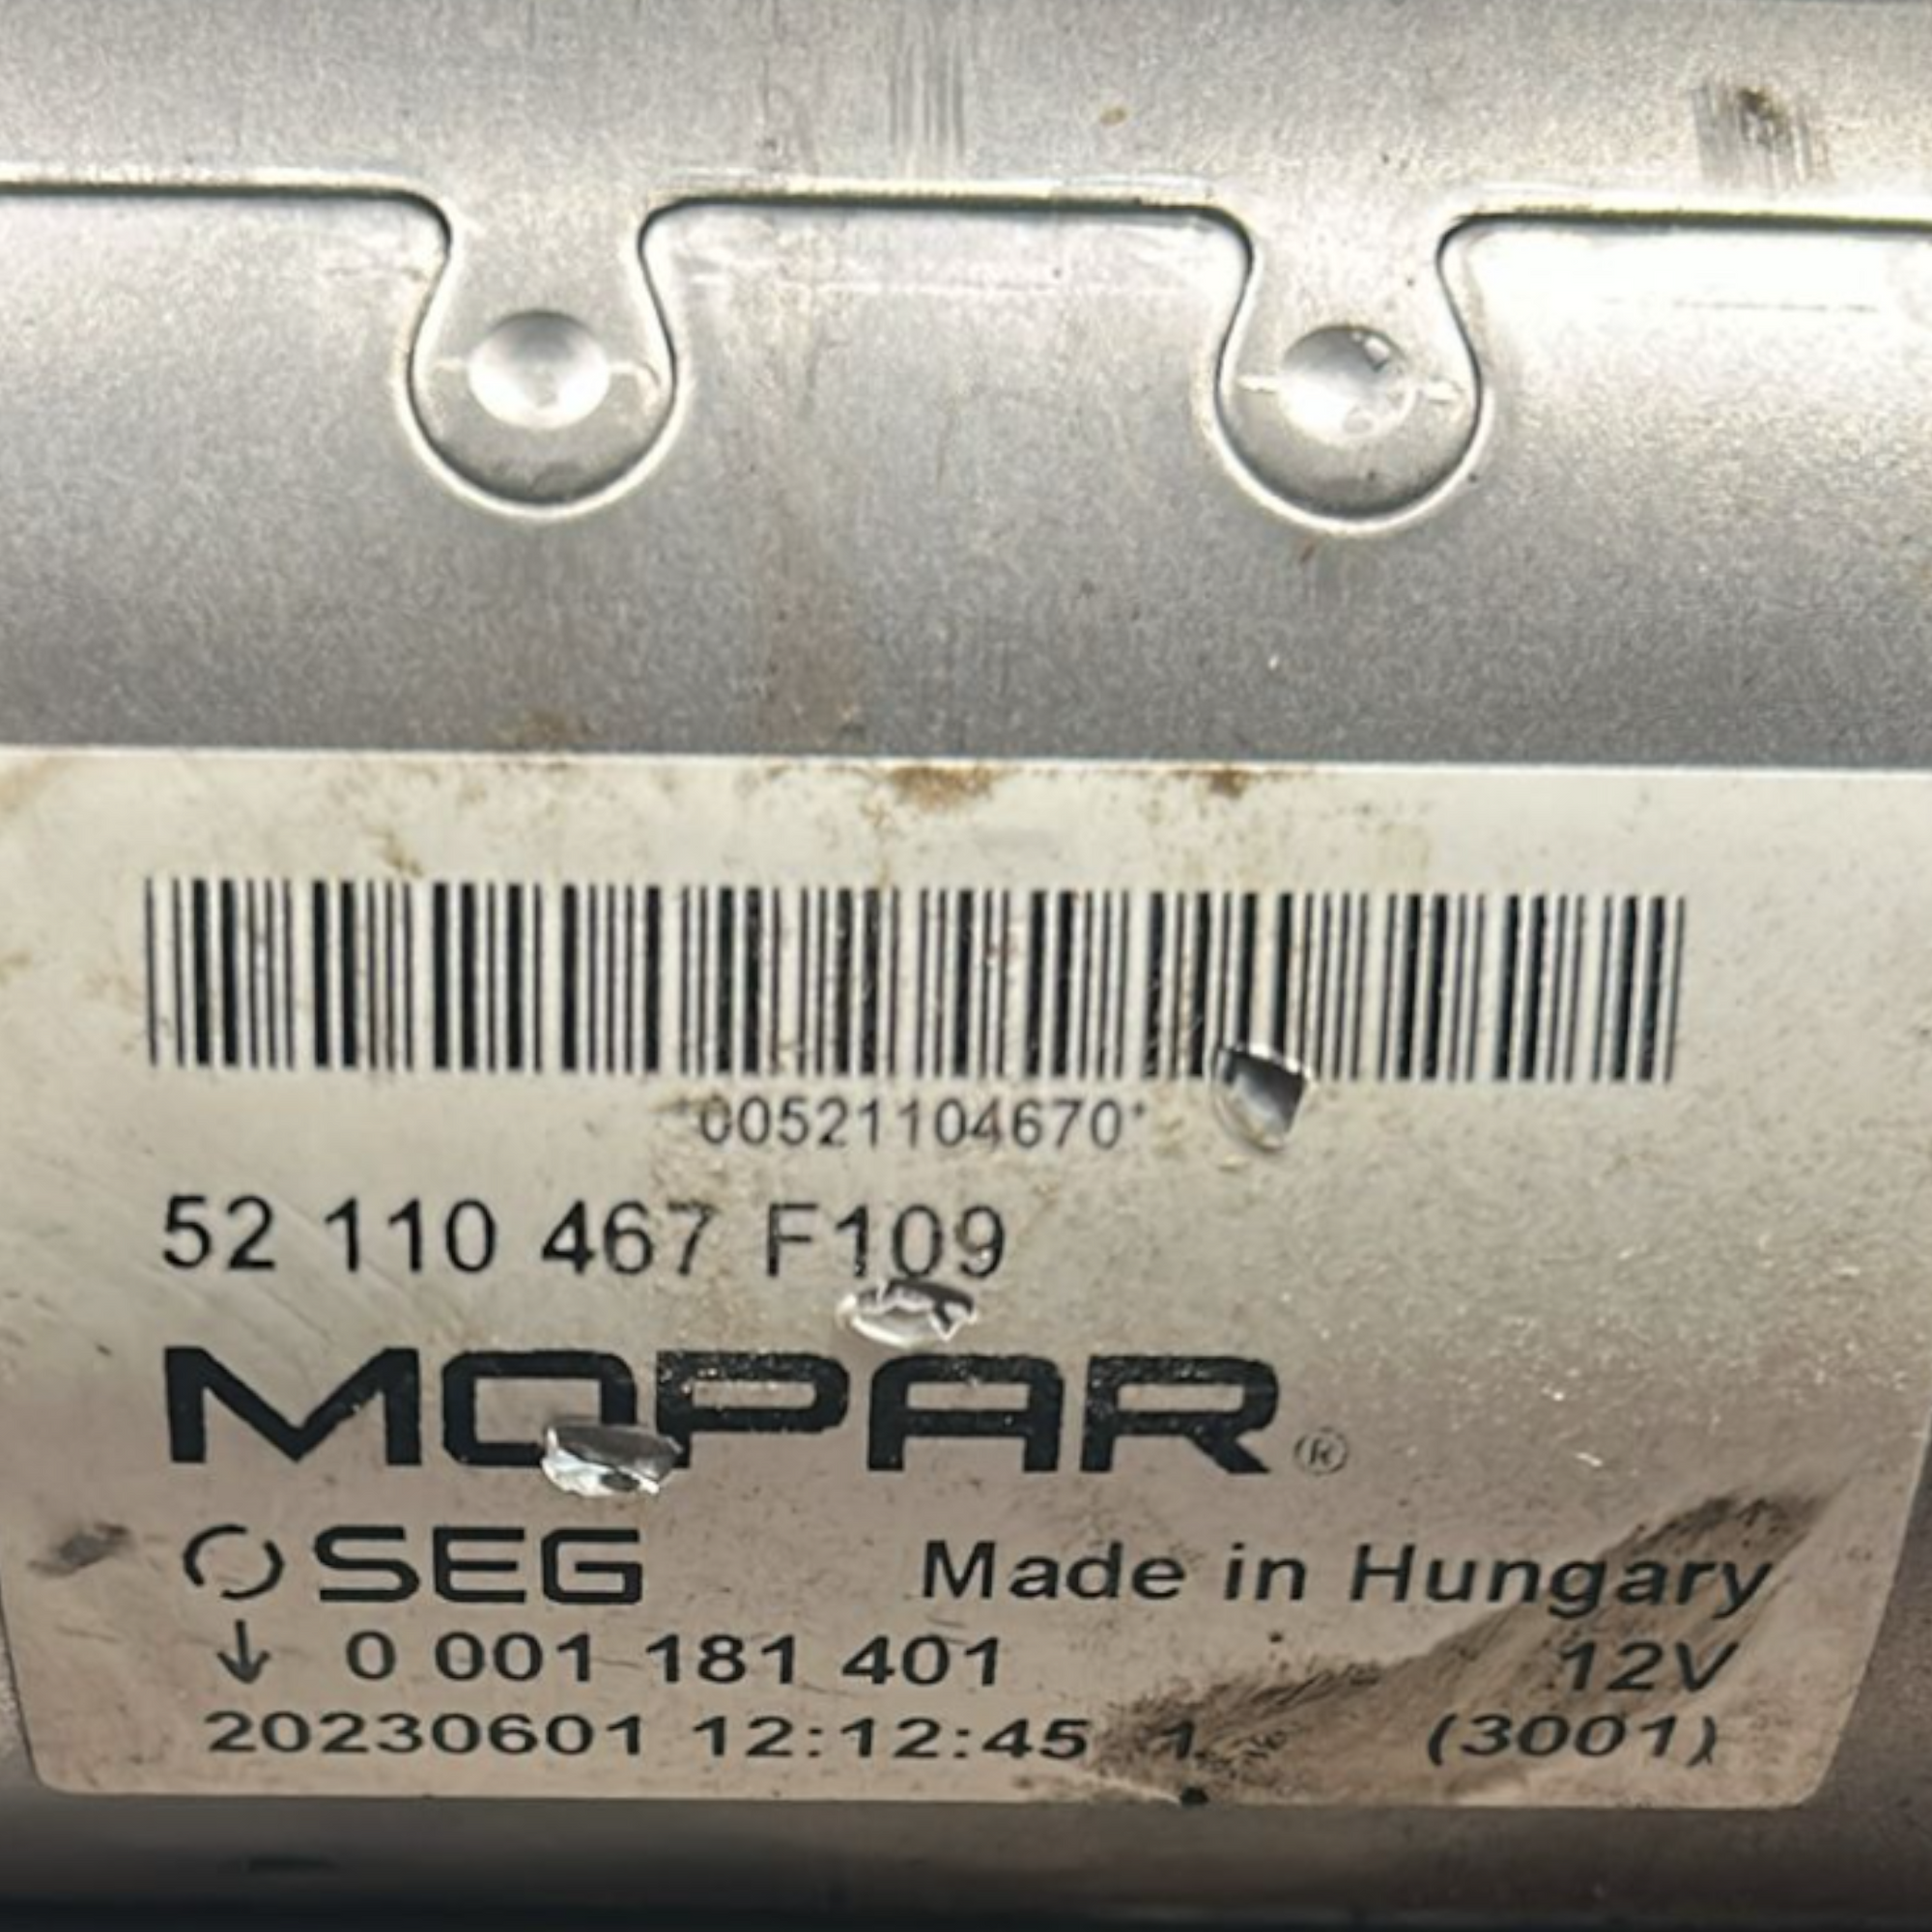 *00521104670*
52 110 467 F109
MOPAR®
SEG Made in Hungary
↓ 0 001 181 401 12V
20230601 12:12:45 1 (3001)